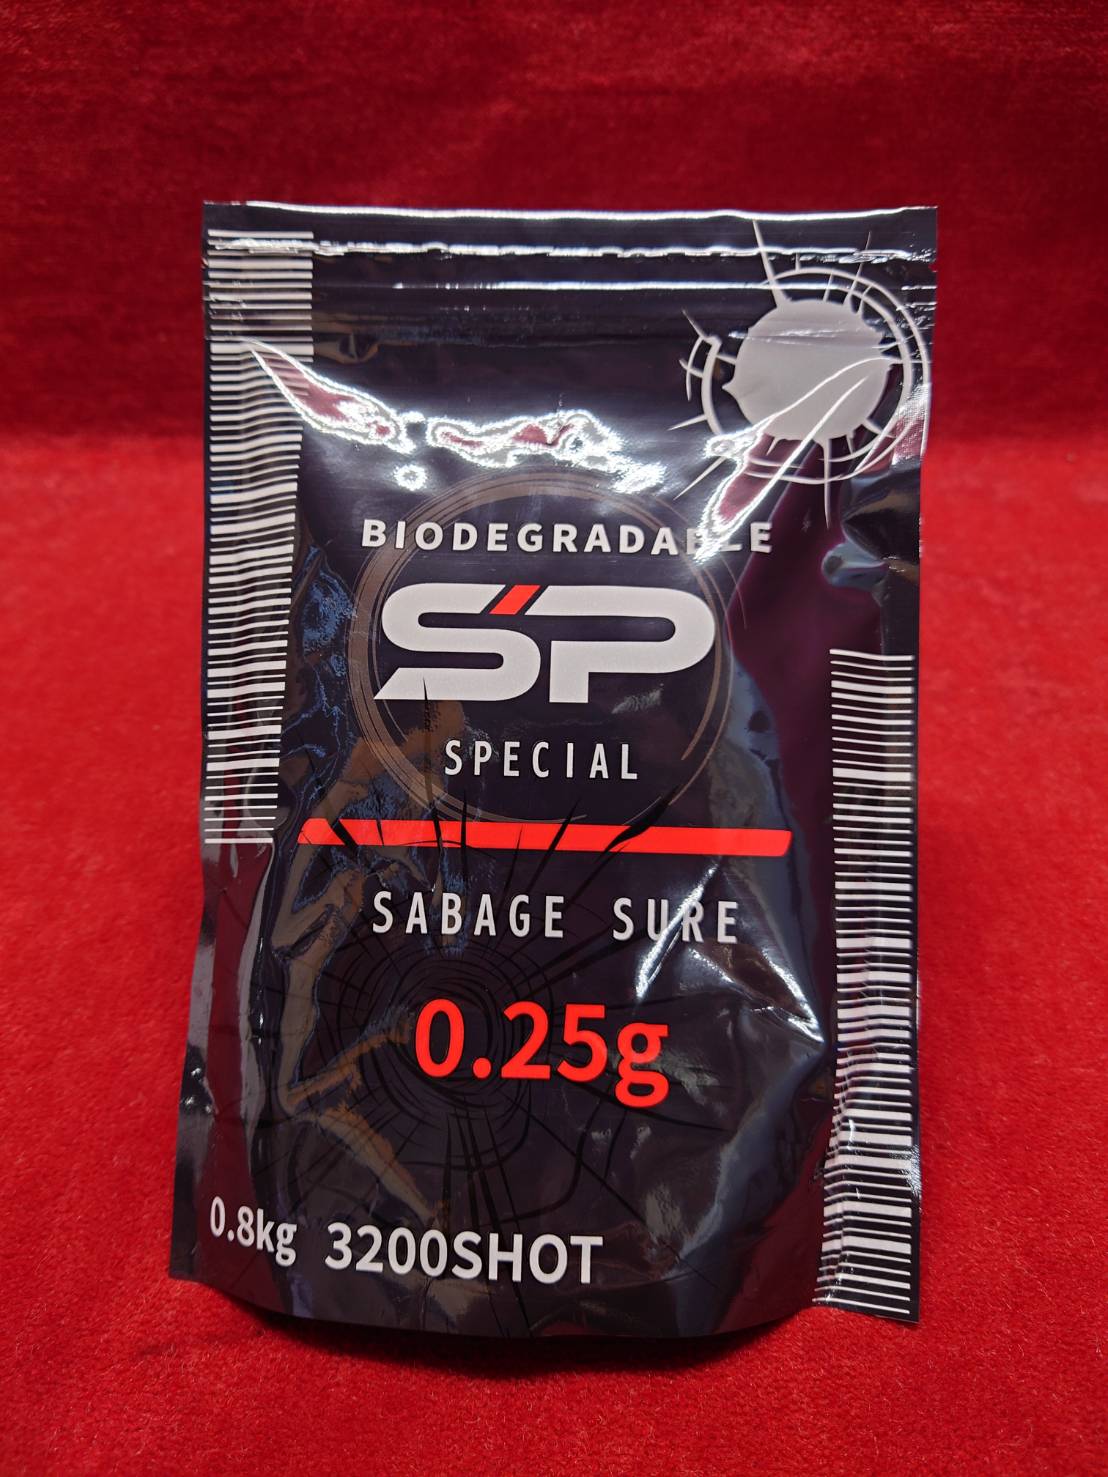 BIODEGRADABLE
SP
SPECIAL
SABAGE SURE
0.25g
0.8kg 3200SHOT